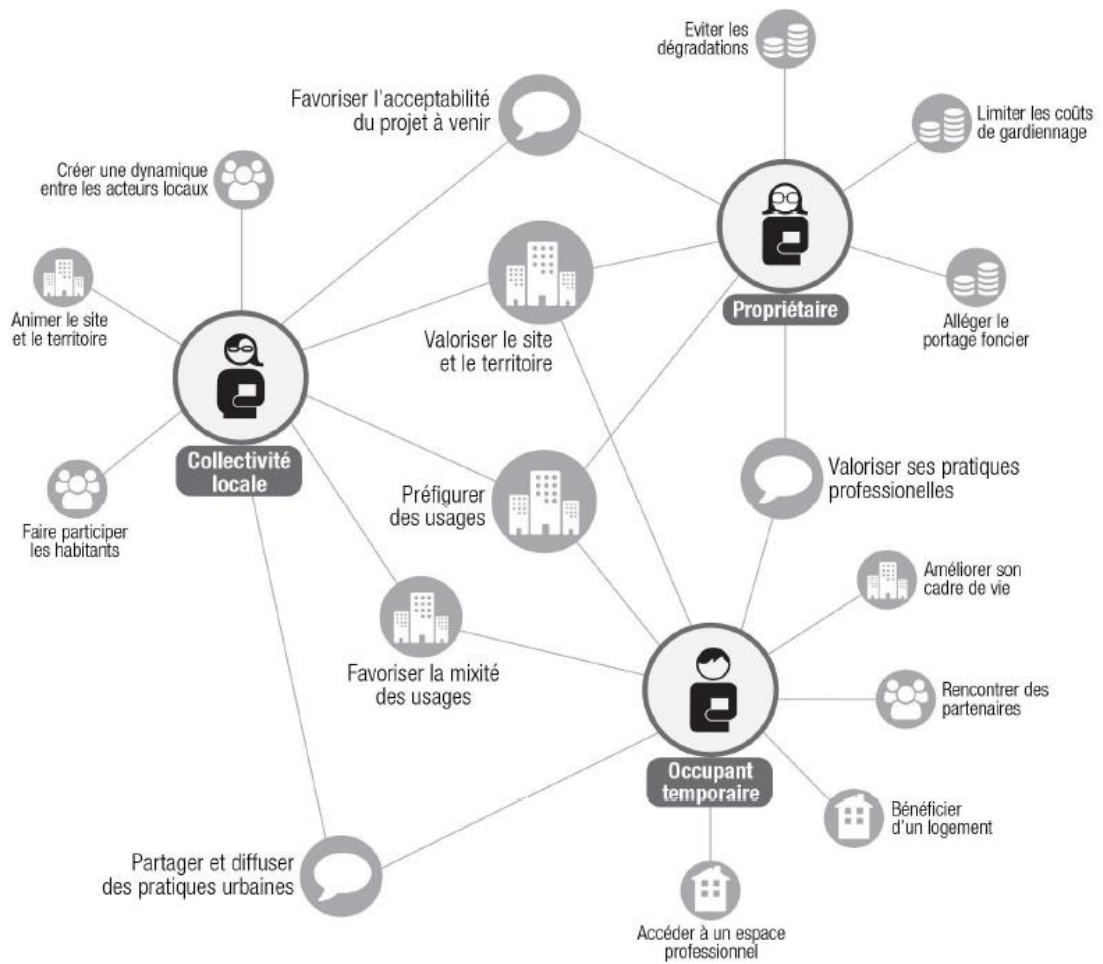 Eviter les
dégradations
Favoriser l'acceptabilité
du projet à venir
Limiter les coûts
de gardiennage
Créer une dynamique
entre les acteurs locaux
Propriétaire
Animer le site
et le territoire
Valoriser le site
et le territoire
Alléger le
portage foncier
Collectivité
locale
Préfigurer
des usages
Valoriser ses pratiques
professionelles
Faire participer
les habitants
Améliorer son
cadre de vie
Favoriser la mixité
des usages
Rencontrer des
partenaires
Occupant
temporaire
Bénéficier
d'un logement
Partager et diffuser
des pratiques urbaines
Accéder à un espace
professionnel